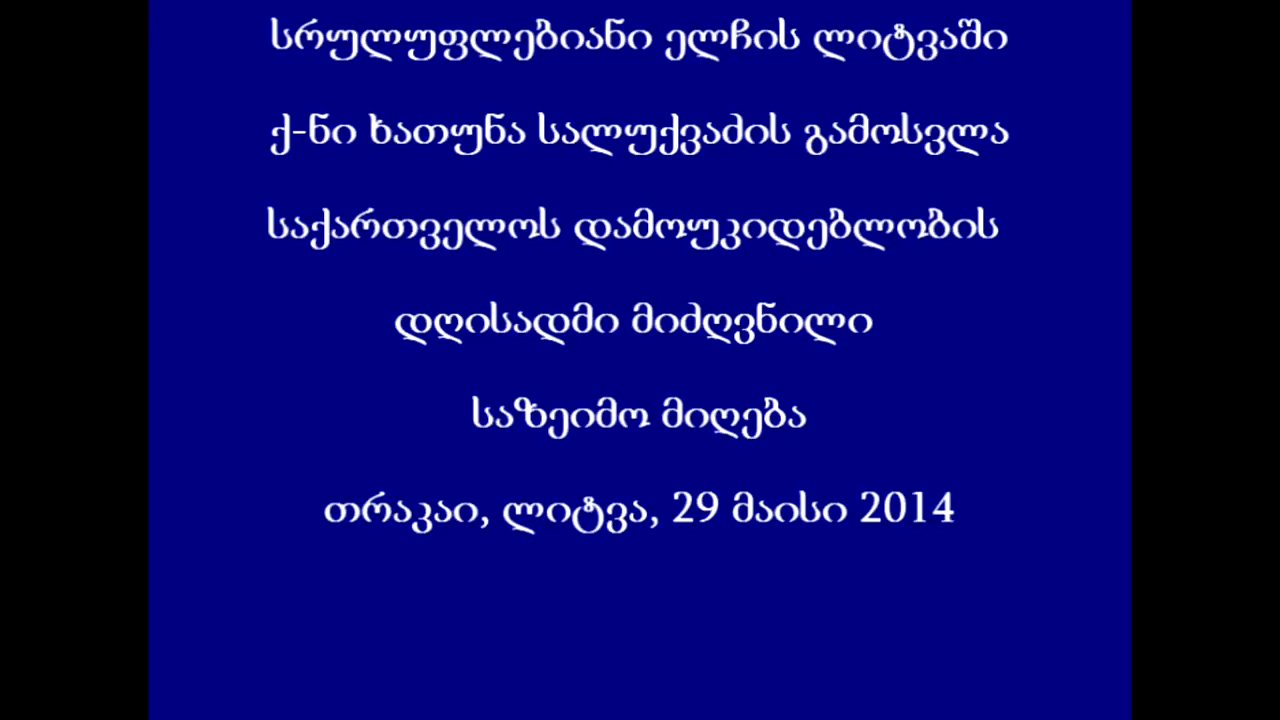 სრულუფლებიანი ელჩის ლიტვაში
ქ-ნი ხათუნა სალუქვაძის გამოსვლა
საქართველოს დამოუკიდებლობის
დღისადმი მიძღვნილი
საზეიმო მიღება
თრაკაი, ლიტვა, 29 მაისი 2014